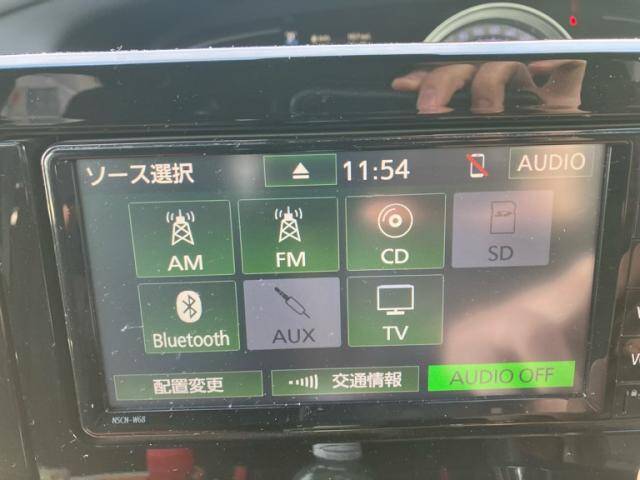 ソース選択
11:54
AUDIO
AM
FM
CD
SD
Bluetooth
AUX
TV
配置変更
交通情報
AUDIO OFF
NSCN-W68